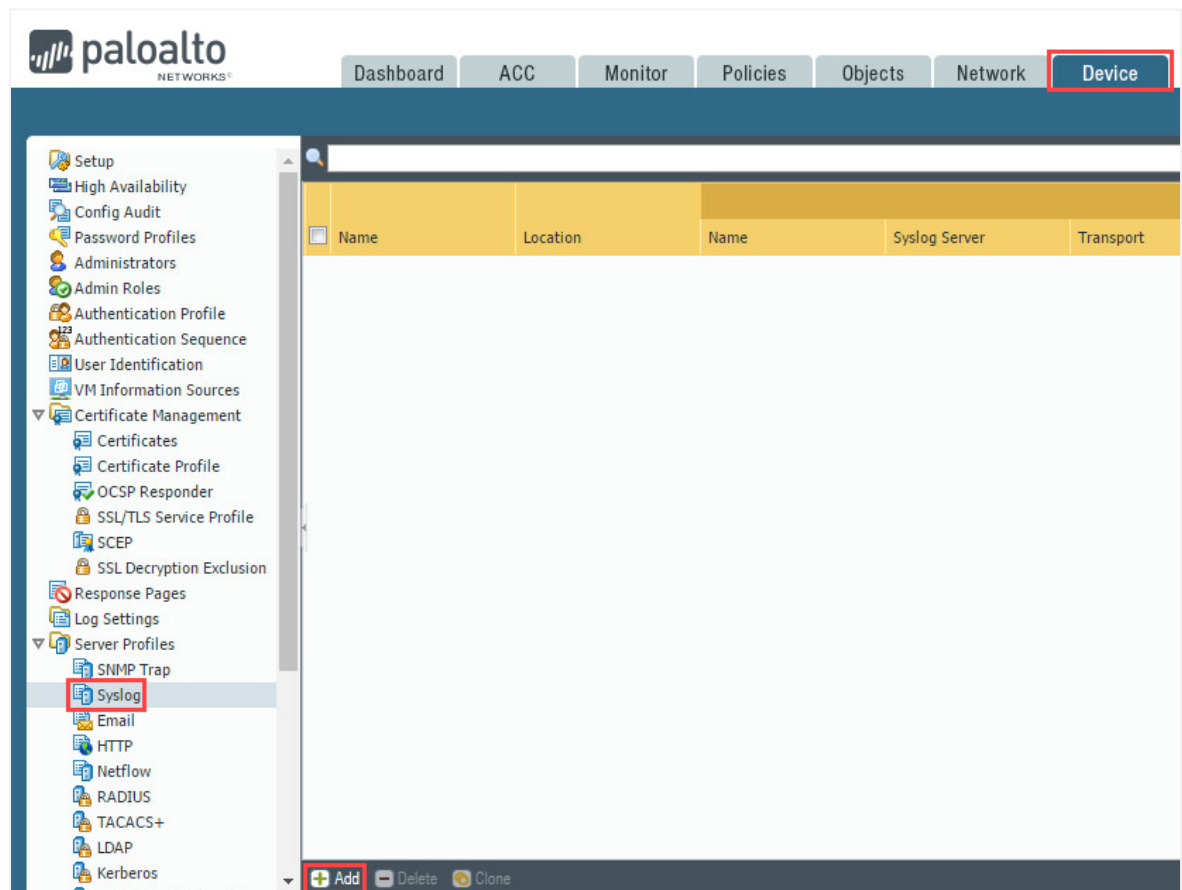 paloalto
NETWORKS®
Dashboard ACC Monitor Policies Objects Network Device
Setup
High Availability
Config Audit
Password Profiles
Administrators
Admin Roles
Authentication Profile
Authentication Sequence
User Identification
VM Information Sources
Certificate Management
Certificates
Certificate Profile
OCSP Responder
SSL/TLS Service Profile
SCEP
SSL Decryption Exclusion
Response Pages
Log Settings
Server Profiles
SNMP Trap
Syslog
Email
HTTP
Netflow
RADIUS
TACACS+
LDAP
Kerberos
Name Location Name Syslog Server Transport
Add Delete Clone